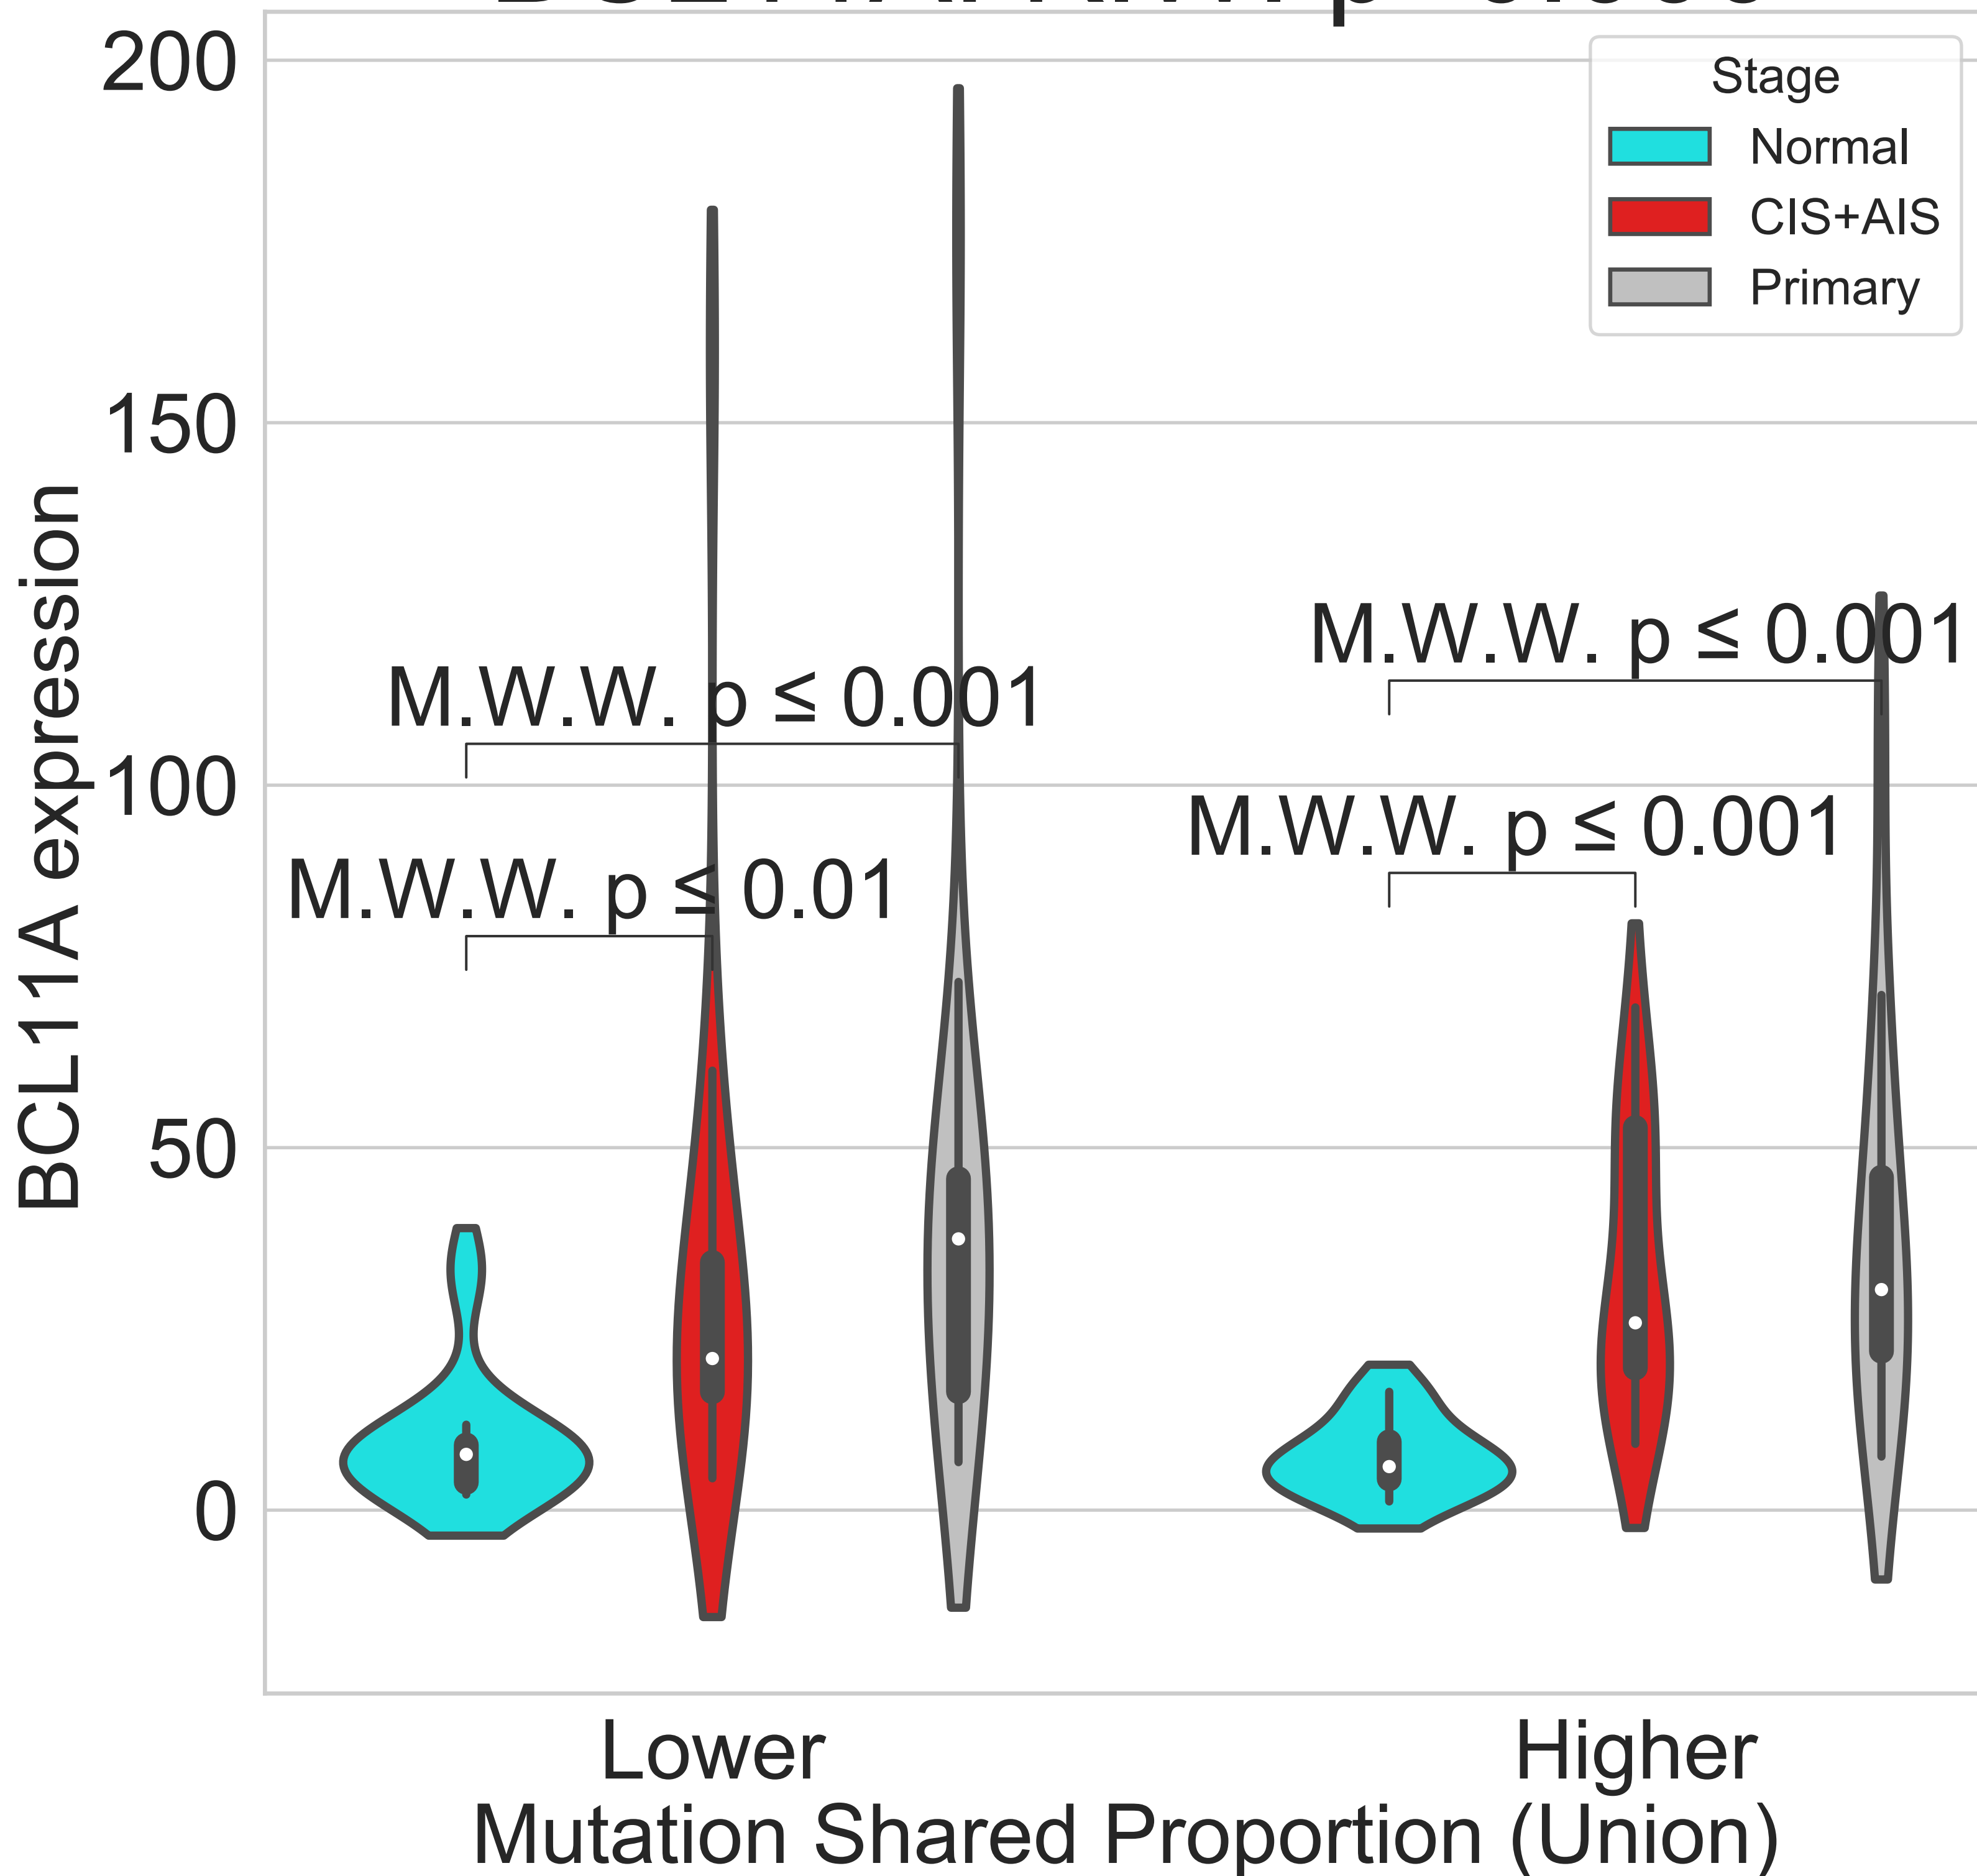 200
150
100
50
0
BCL11A expression
Stage
Normal
CIS+AIS
Primary
M.W.W. p ≤ 0.001
M.W.W. p ≤ 0.001
M.W.W. p ≤ 0.001
M.W.W. p ≤ 0.01
Lower
Higher
Mutation Shared Proportion (Union)